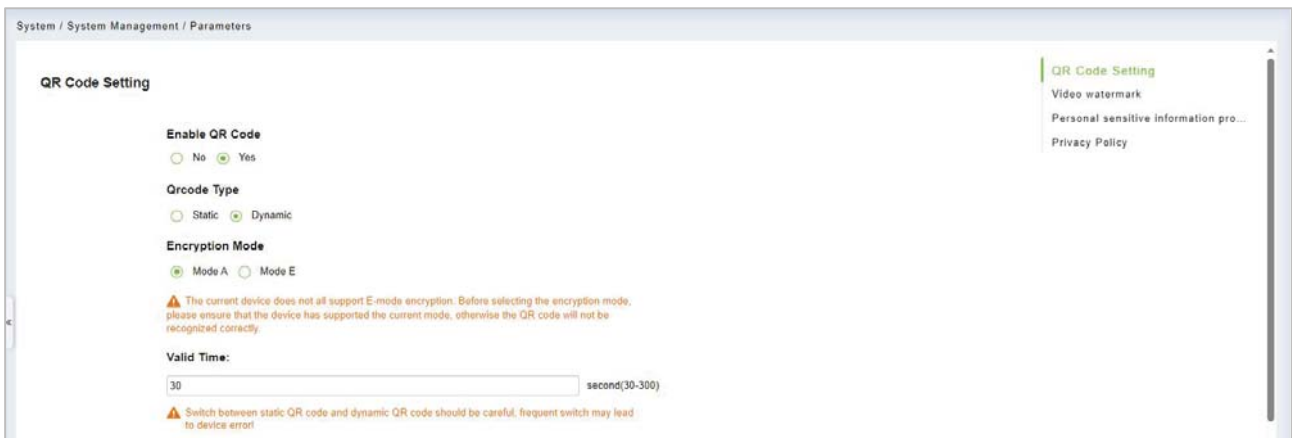 System / System Management / Parameters
QR Code Setting
Enable QR Code
No Yes
Qrcode Type
Static Dynamic
Encryption Mode
Mode A Mode E
The current device does not all support E-mode encryption. Before selecting the encryption mode,
please ensure that the device has supported the current mode, otherwise the QR code will not be
recognized correctly.
Valid Time:
30 second(30-300)
Switch between static QR code and dynamic QR code should be careful, frequent switch may lead
to device error!
QR Code Setting
Video watermark
Personal sensitive information pro...
Privacy Policy